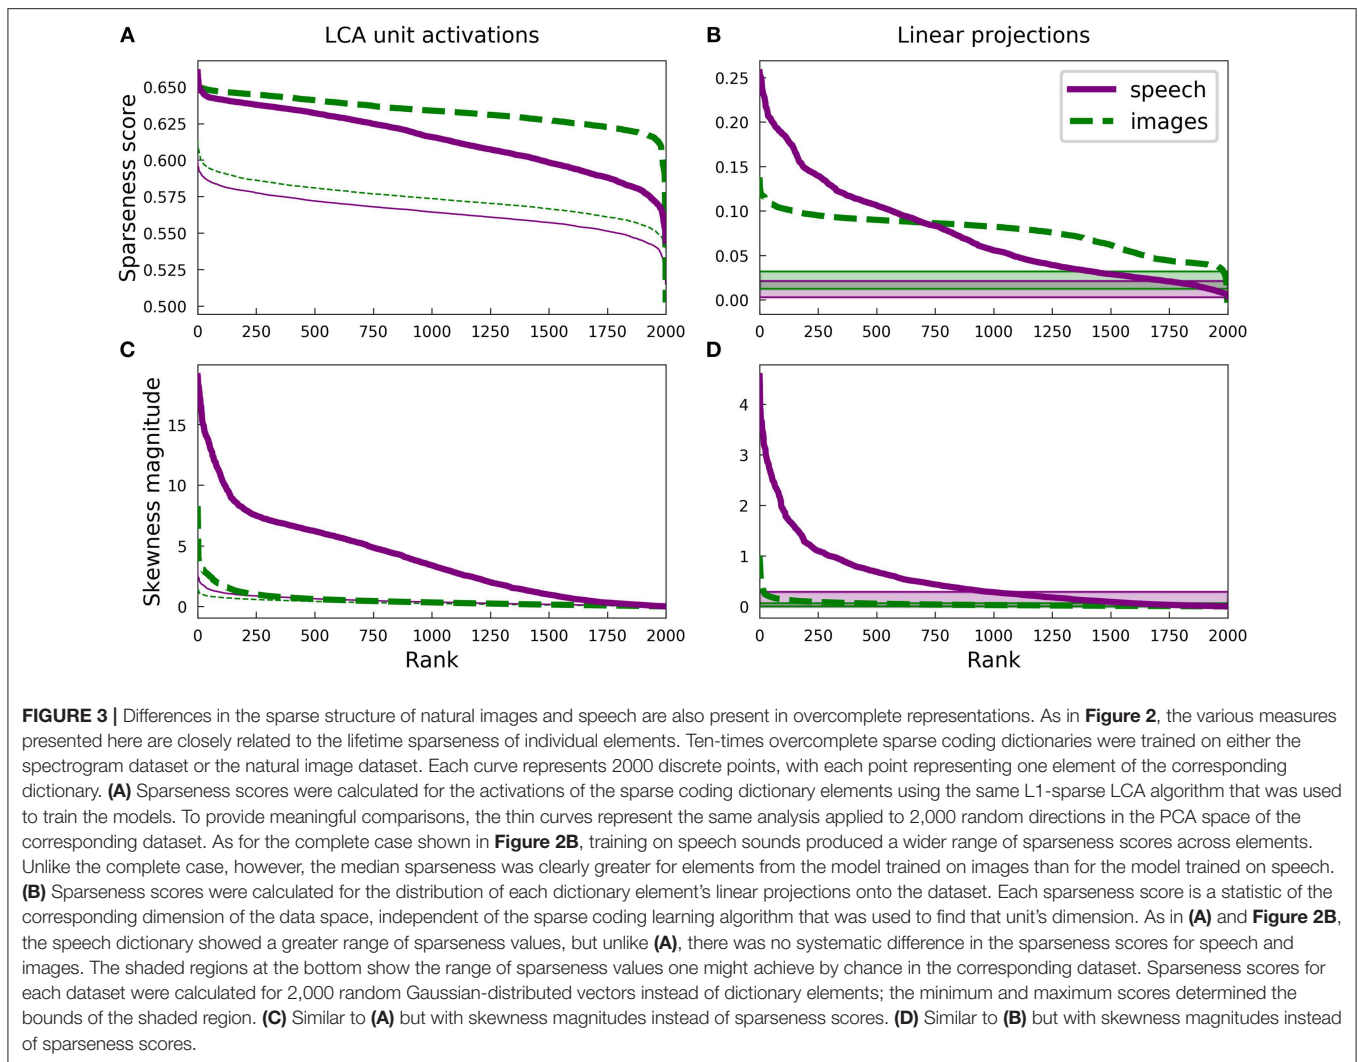 A
LCA unit activations
B
Linear projections
Sparseness score
0.650
0.625
0.600
0.575
0.550
0.525
0.500
0 250 500 750 1000 1250 1500 1750 2000
0.25
0.20
0.15
0.10
0.05
0.00
speech
images
0 250 500 750 1000 1250 1500 1750 2000
C
D
Skewness magnitude
15
10
5
0
0 250 500 750 1000 1250 1500 1750 2000
Rank
4
3
2
1
0
0 250 500 750 1000 1250 1500 1750 2000
Rank
FIGURE 3 | Differences in the sparse structure of natural images and speech are also present in overcomplete representations. As in Figure 2, the various measures
presented here are closely related to the lifetime sparseness of individual elements. Ten-times overcomplete sparse coding dictionaries were trained on either the
spectrogram dataset or the natural image dataset. Each curve represents 2000 discrete points, with each point representing one element of the corresponding
dictionary. (A) Sparseness scores were calculated for the activations of the sparse coding dictionary elements using the same L1-sparse LCA algorithm that was used
to train the models. To provide meaningful comparisons, the thin curves represent the same analysis applied to 2,000 random directions in the PCA space of the
corresponding dataset. As for the complete case shown in Figure 2B, training on speech sounds produced a wider range of sparseness scores across elements.
Unlike the complete case, however, the median sparseness was clearly greater for elements from the model trained on images than for the model trained on speech.
(B) Sparseness scores were calculated for the distribution of each dictionary element's linear projections onto the dataset. Each sparseness score is a statistic of the
corresponding dimension of the data space, independent of the sparse coding learning algorithm that was used to find that unit's dimension. As in (A) and Figure 2B,
the speech dictionary showed a greater range of sparseness values, but unlike (A), there was no systematic difference in the sparseness scores for speech and
images. The shaded regions at the bottom show the range of sparseness values one might achieve by chance in the corresponding dataset. Sparseness scores for
each dataset were calculated for 2,000 random Gaussian-distributed vectors instead of dictionary elements; the minimum and maximum scores determined the
bounds of the shaded region. (C) Similar to (A) but with skewness magnitudes instead of sparseness scores. (D) Similar to (B) but with skewness magnitudes instead
of sparseness scores.